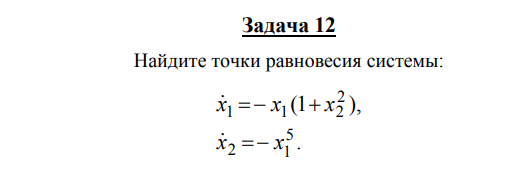 Задача 12
Найдите точки равновесия системы:
ẋ₁ = − x₁ (1 + x₂²),
ẋ₂ = − x₁⁵.